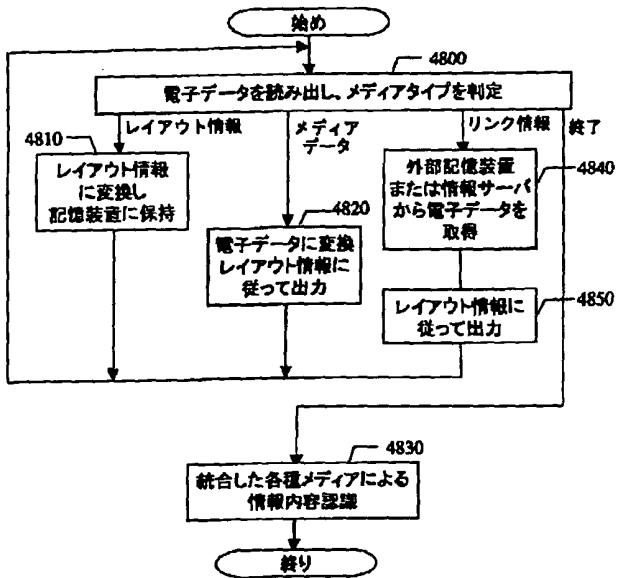 始め
4800
電子データを読み出し、メディアタイプを判定
レイアウト情報
メディア
データ
リンク情報
終了
4810
レイアウト情報
に変換し
記憶装置に保持
4820
電子データに変換
レイアウト情報に
従って出力
外部記憶装置
または情報サーバ
から電子データを
取得
4840
レイアウト情報に
従って出力
4850
4830
統合した各種メディアによる
情報内容認識
終り